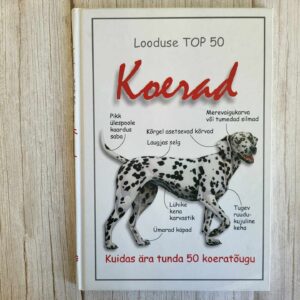 Looduse TOP 50
Koerad
Pikk
ülespoole
kaarduv
saba
Merevaigukarva
või tumedad silmad
Kõrgel asetsevad kõrvad
Laugjas selg
Lühike
kena
karvastik
Ümarad käpad
Tugev
ruudu-
kujuline
keha
Kuidas ära tunda 50 koeratõugu